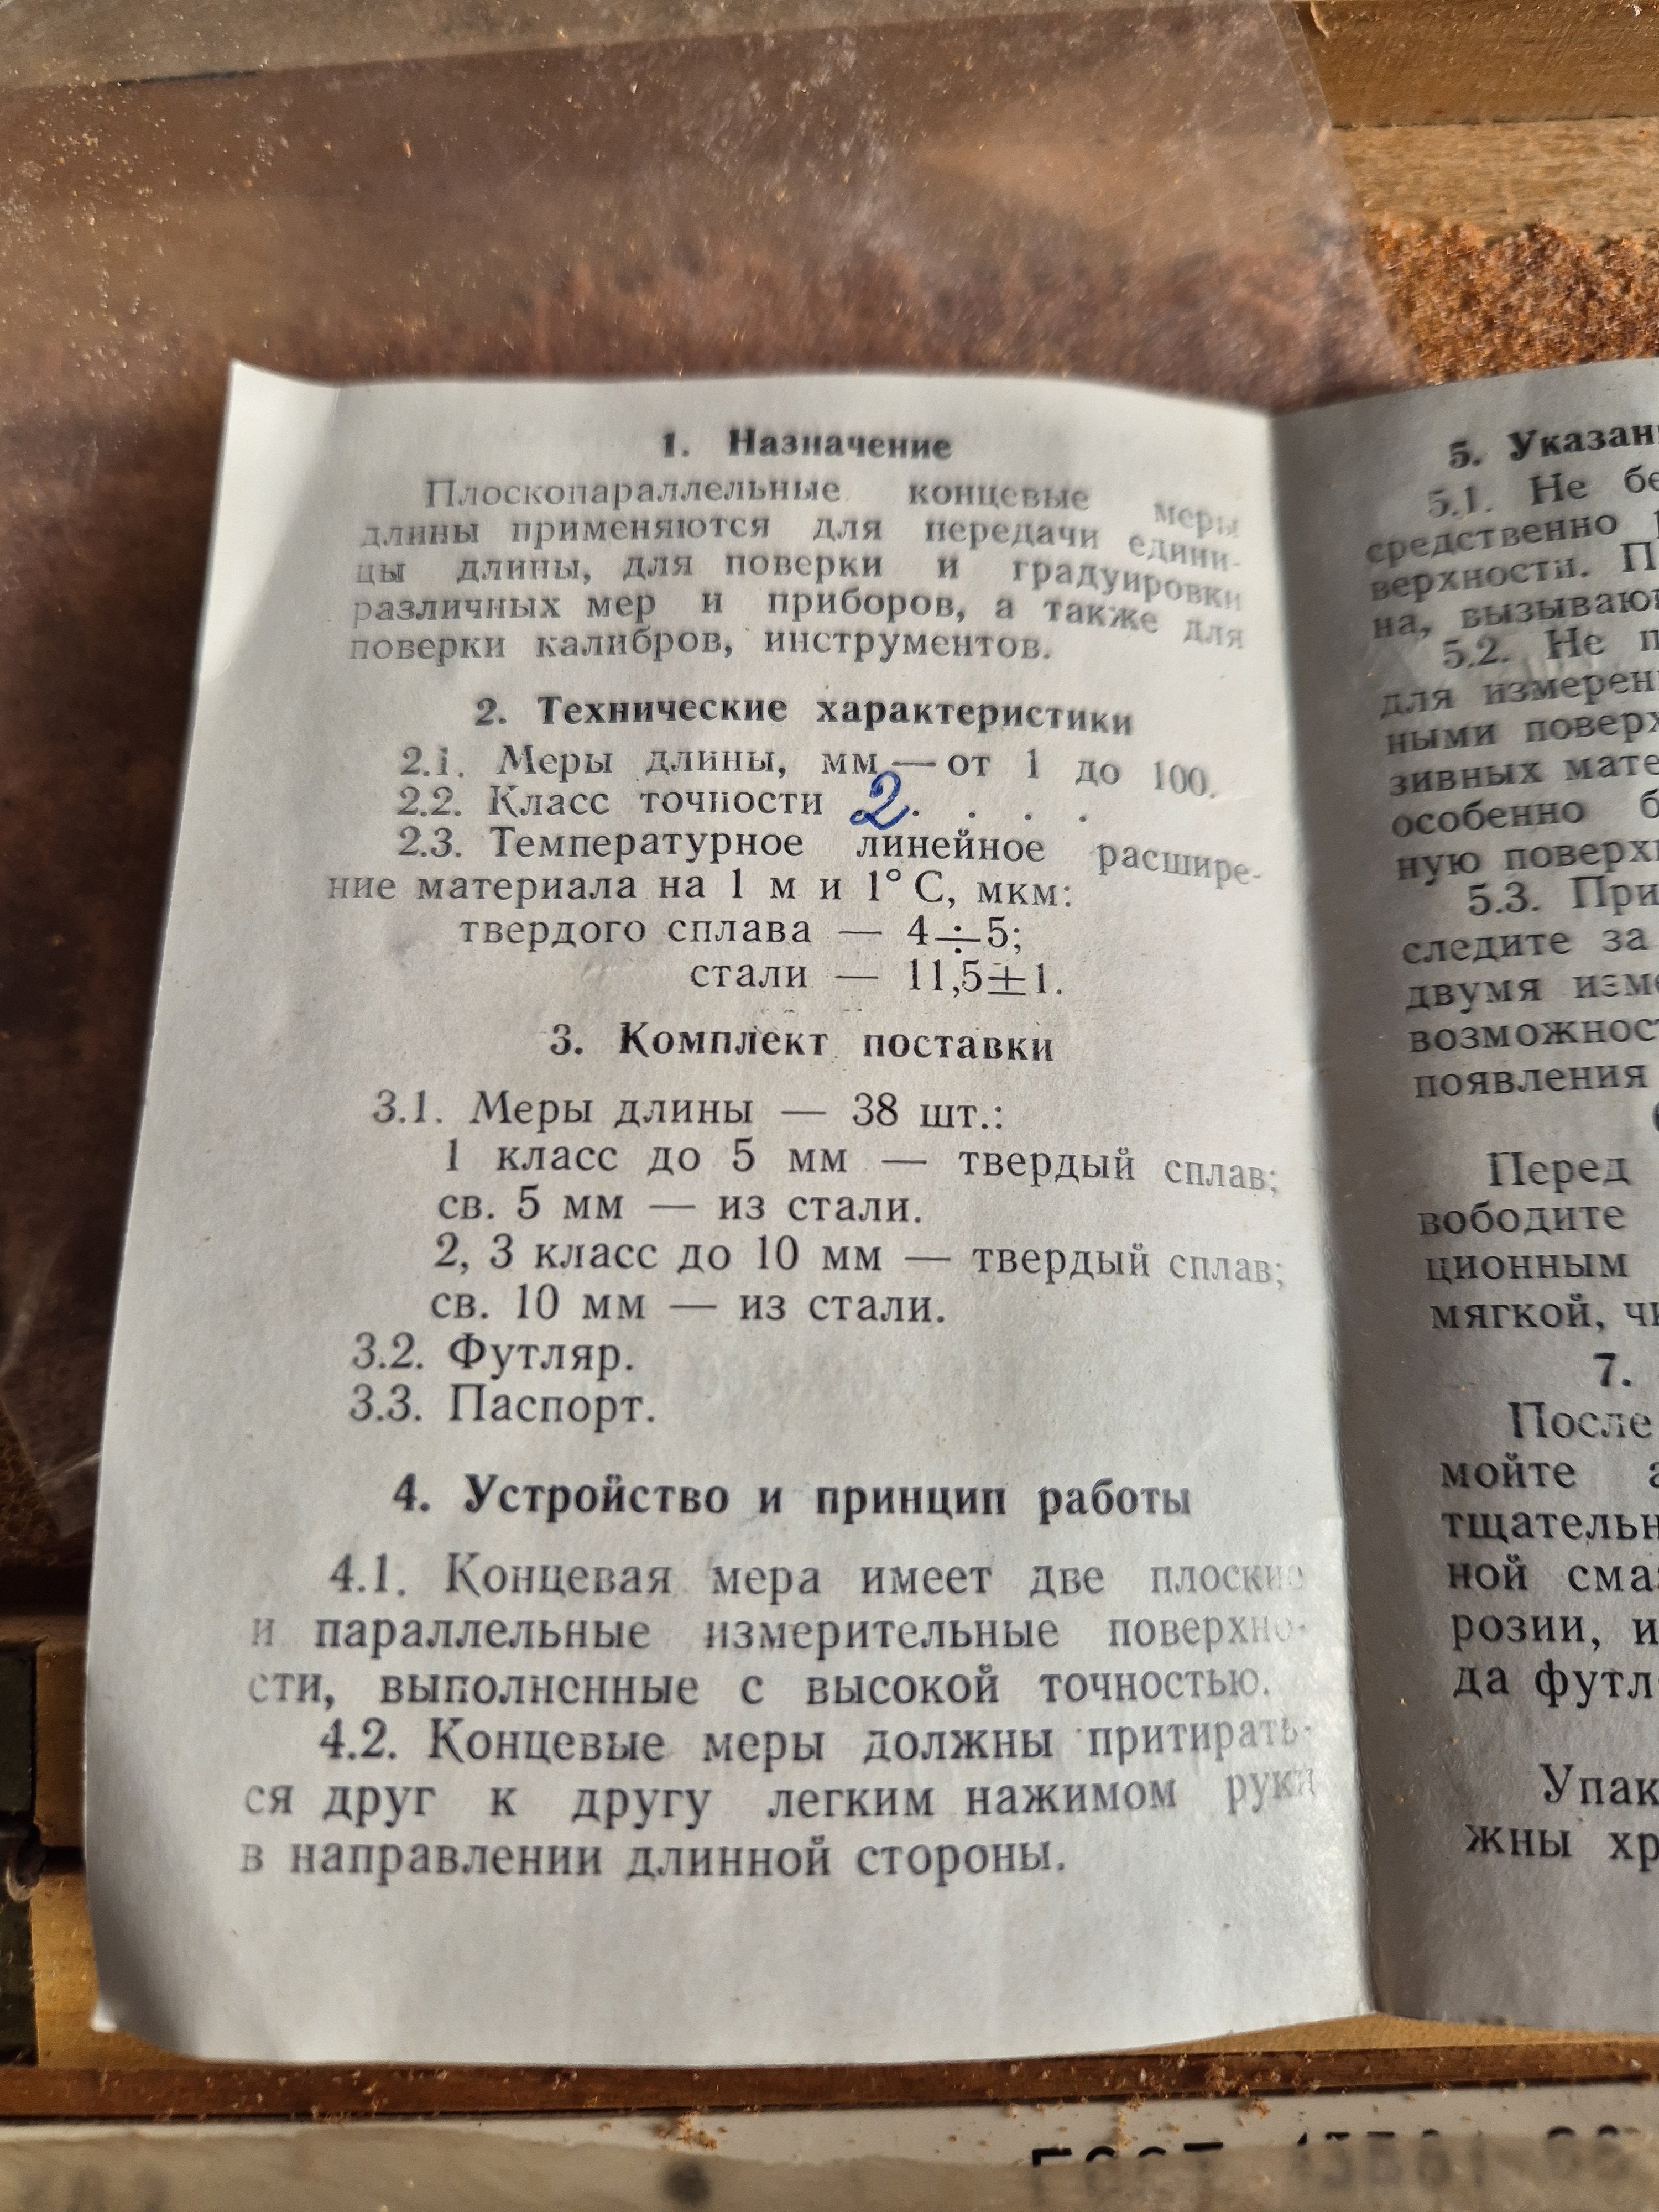 1. Назначение
Плоскопараллельные концевые меры
длины применяются для передачи едини-
цы длины, для поверки и градуировки
различных мер и приборов, а также для
поверки калибров, инструментов.
2. Технические характеристики
2.1. Меры длины, мм — от 1 до 100.
2.2. Класс точности 2. . . .
2.3. Температурное линейное расшире-
ние материала на 1 м и 1° С, мкм:
твердого сплава — 4÷5;
стали — 11,5±1.
3. Комплект поставки
3.1. Меры длины — 38 шт.:
1 класс до 5 мм — твердый сплав;
св. 5 мм — из стали.
2, 3 класс до 10 мм — твердый сплав;
св. 10 мм — из стали.
3.2. Футляр.
3.3. Паспорт.
4. Устройство и принцип работы
4.1. Концевая мера имеет две плоские
и параллельные измерительные поверхно-
сти, выполненные с высокой точностью.
4.2. Концевые меры должны притирать-
ся друг к другу легким нажимом руки
в направлении длинной стороны.
5. Указан
5.1. Не бе
средственно
верхности. П
на, вызываю
5.2. Не п
для измерен
ными поверх
зивных мате
особенно б
ную поверх
5.3. При
следите за
двумя изме
возможност
появления
Перед
вободите
ционным
мягкой, чи
7.
После
мойте а
тщательн
ной сма
розии, и
да футл
Упак
жны хр
ГОСТ